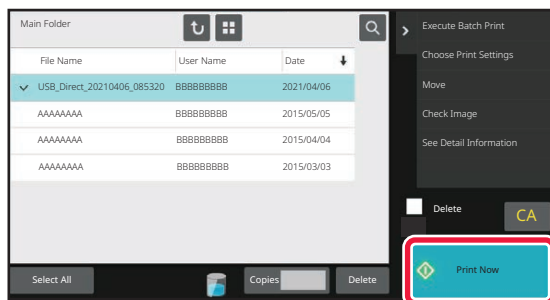 Main Folder
File Name User Name Date
USB_Direct_20210406_085320 BBBBBBBBB 2021/04/06
AAAAAAAA BBBBBBBBB 2015/05/05
AAAAAAAA BBBBBBBBB 2015/04/04
AAAAAAAA BBBBBBBBB 2015/03/03
Select All Copies Delete
Execute Batch Print
Choose Print Settings
Move
Check Image
See Detail Information
Delete
CA
Print Now